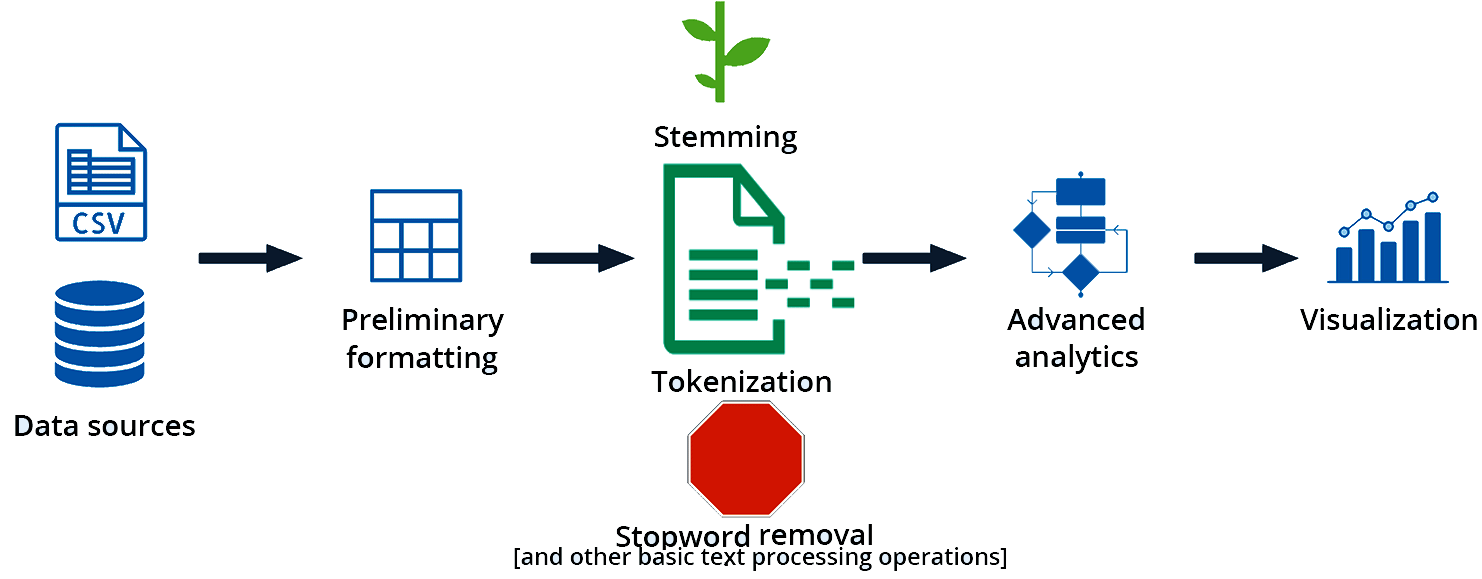 CSV
Data sources
Preliminary
formatting
Stemming
Tokenization
Stopword removal
[and other basic text processing operations]
Advanced
analytics
Visualization